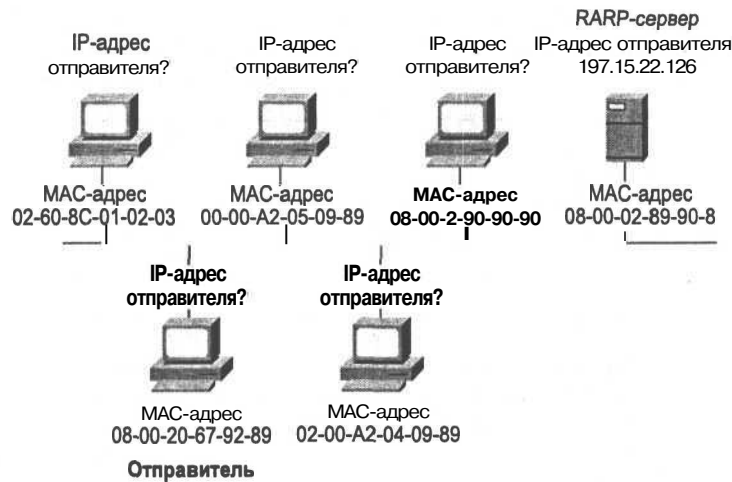 RARP-сервер
IP-адрес
отправителя?
IP-адрес
отправителя?
IP-адрес
отправителя?
IP-адрес отправителя
197.15.22.126
MAC-адрес
02-60-8C-01-02-03
MAC-адрес
00-00-A2-05-09-89
MAC-адрес
08-00-2-90-90-90
MAC-адрес
08-00-02-89-90-8
IP-адрес
отправителя?
IP-адрес
отправителя?
MAC-адрес
08-00-20-67-92-89
MAC-адрес
02-00-A2-04-09-89
Отправитель